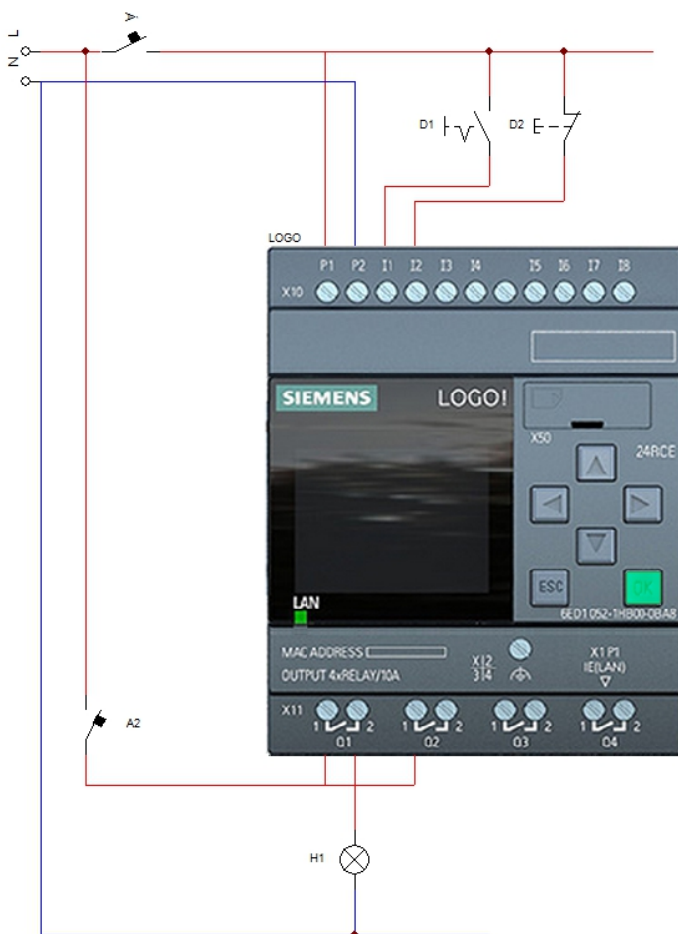 L
A
N
D1
D2
LOGO
P1 P2 I1 I2 I3 I4 I5 I6 I7 I8
X10
SIEMENS
LOGO!
X50
24RCE
ESC
OK
LAN
6ED1 052-1HB00-0BA8
MAC ADDRESS
X 1 2
3 4
X1 P1
IE(LAN)
OUTPUT 4xRELAY/10A
A2
X11
1 2 1 2 1 2 1 2
Q1 Q2 Q3 Q4
H1